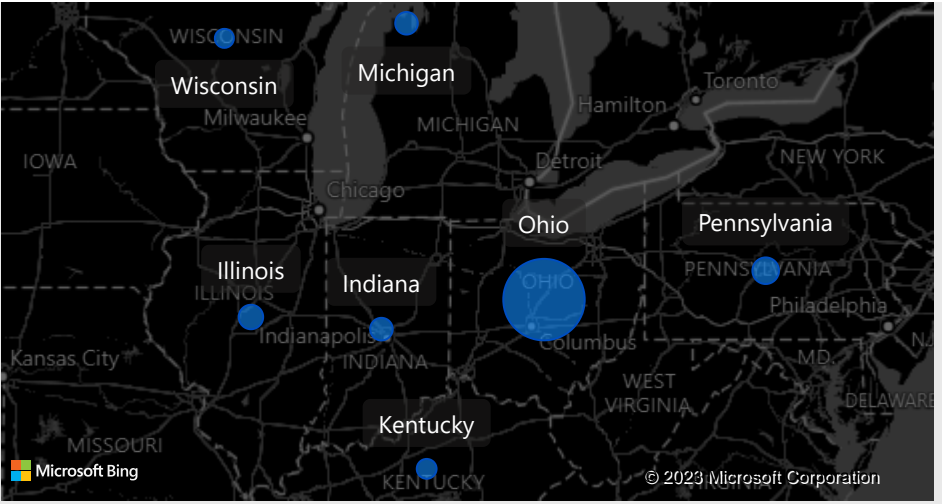 WISCONSIN
Wisconsin
Michigan
Toronto
Hamilton
Milwaukee
MICHIGAN
IOWA
Detroit
NEW YORK
Chicago
Ohio
Pennsylvania
Illinois
Indiana
OHIO
PENNSYLVANIA
ILLINOIS
Philadelphia
Indianapolis
Columbus
N.J.
Kansas City
INDIANA
MD.
WEST
VIRGINIA
DELAWARE
Kentucky
MISSOURI
Microsoft Bing
KENTUCKY
© 2023 Microsoft Corporation
VIRGINIA